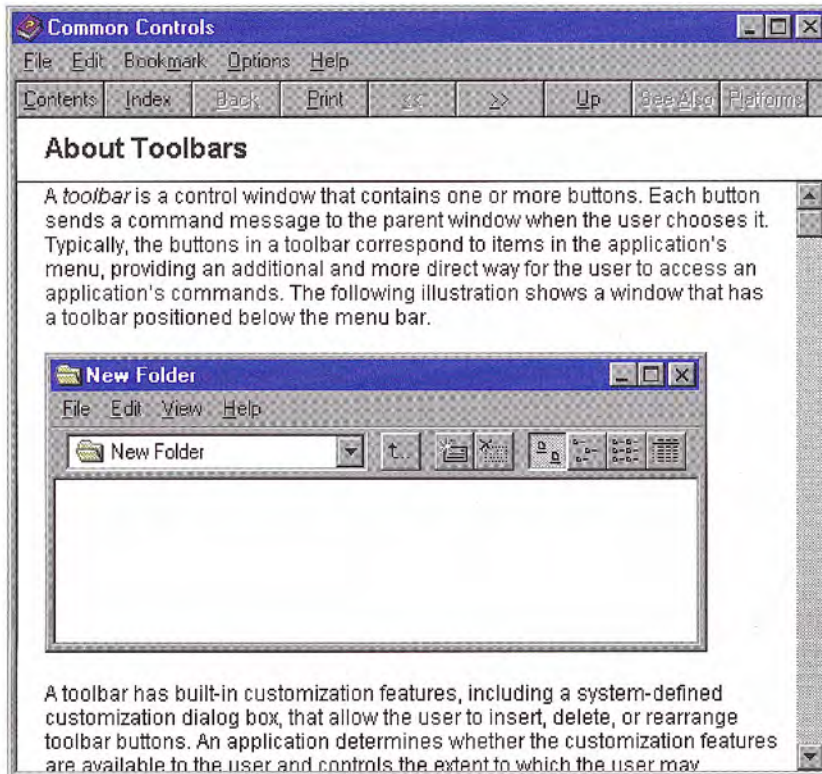 Common Controls
File Edit Bookmark Options Help
Contents Index Back Print << >> Up See Also Platforms
About Toolbars
A toolbar is a control window that contains one or more buttons. Each button
sends a command message to the parent window when the user chooses it.
Typically, the buttons in a toolbar correspond to items in the application's
menu, providing an additional and more direct way for the user to access an
application's commands. The following illustration shows a window that has
a toolbar positioned below the menu bar.
New Folder
File Edit View Help
New Folder
A toolbar has built-in customization features, including a system-defined
customization dialog box, that allow the user to insert, delete, or rearrange
toolbar buttons. An application determines whether the customization features
are available to the user and controls the extent to which the user may